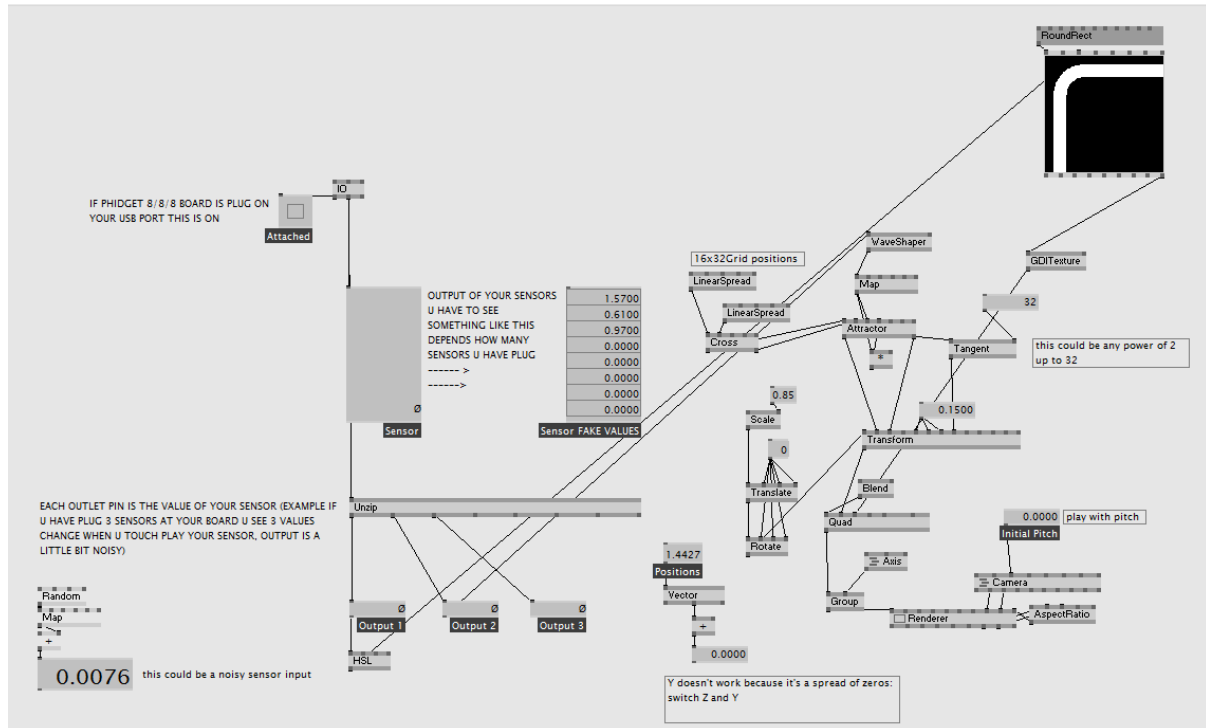 RoundRect
IO
IF PHIDGET 8/8/8 BOARD IS PLUG ON
YOUR USB PORT THIS IS ON
Attached
WaveShaper
16x32Grid positions
GDITexture
LinearSpread
Map
OUTPUT OF YOUR SENSORS
U HAVE TO SEE
SOMETHING LIKE THIS
DEPENDS HOW MANY
SENSORS U HAVE PLUG
------ >
------>
1.5700
0.6100
0.9700
0.0000
0.0000
0.0000
0.0000
0.0000
32
LinearSpread
Attractor
Cross
Tangent
this could be any power of 2
up to 32
*
0.85
Ø
0.1500
Sensor
Sensor FAKE VALUES
Scale
Transform
0
Translate
Blend
EACH OUTLET PIN IS THE VALUE OF YOUR SENSOR (EXAMPLE IF
U HAVE PLUG 3 SENSORS AT YOUR BOARD U SEE 3 VALUES
CHANGE WHEN U TOUCH PLAY YOUR SENSOR, OUTPUT IS A
LITTLE BIT NOISY)
Unzip
Quad
0.0000
play with pitch
Initial Pitch
Rotate
1.4427
Positions
Axis
Camera
Random
Map
+
Vector
Group
Ø
Ø
Ø
Output 1
Output 2
Output 3
Renderer
AspectRatio
+
HSL
0.0000
0.0076
this could be a noisy sensor input
Y doesn't work because it's a spread of zeros:
switch Z and Y